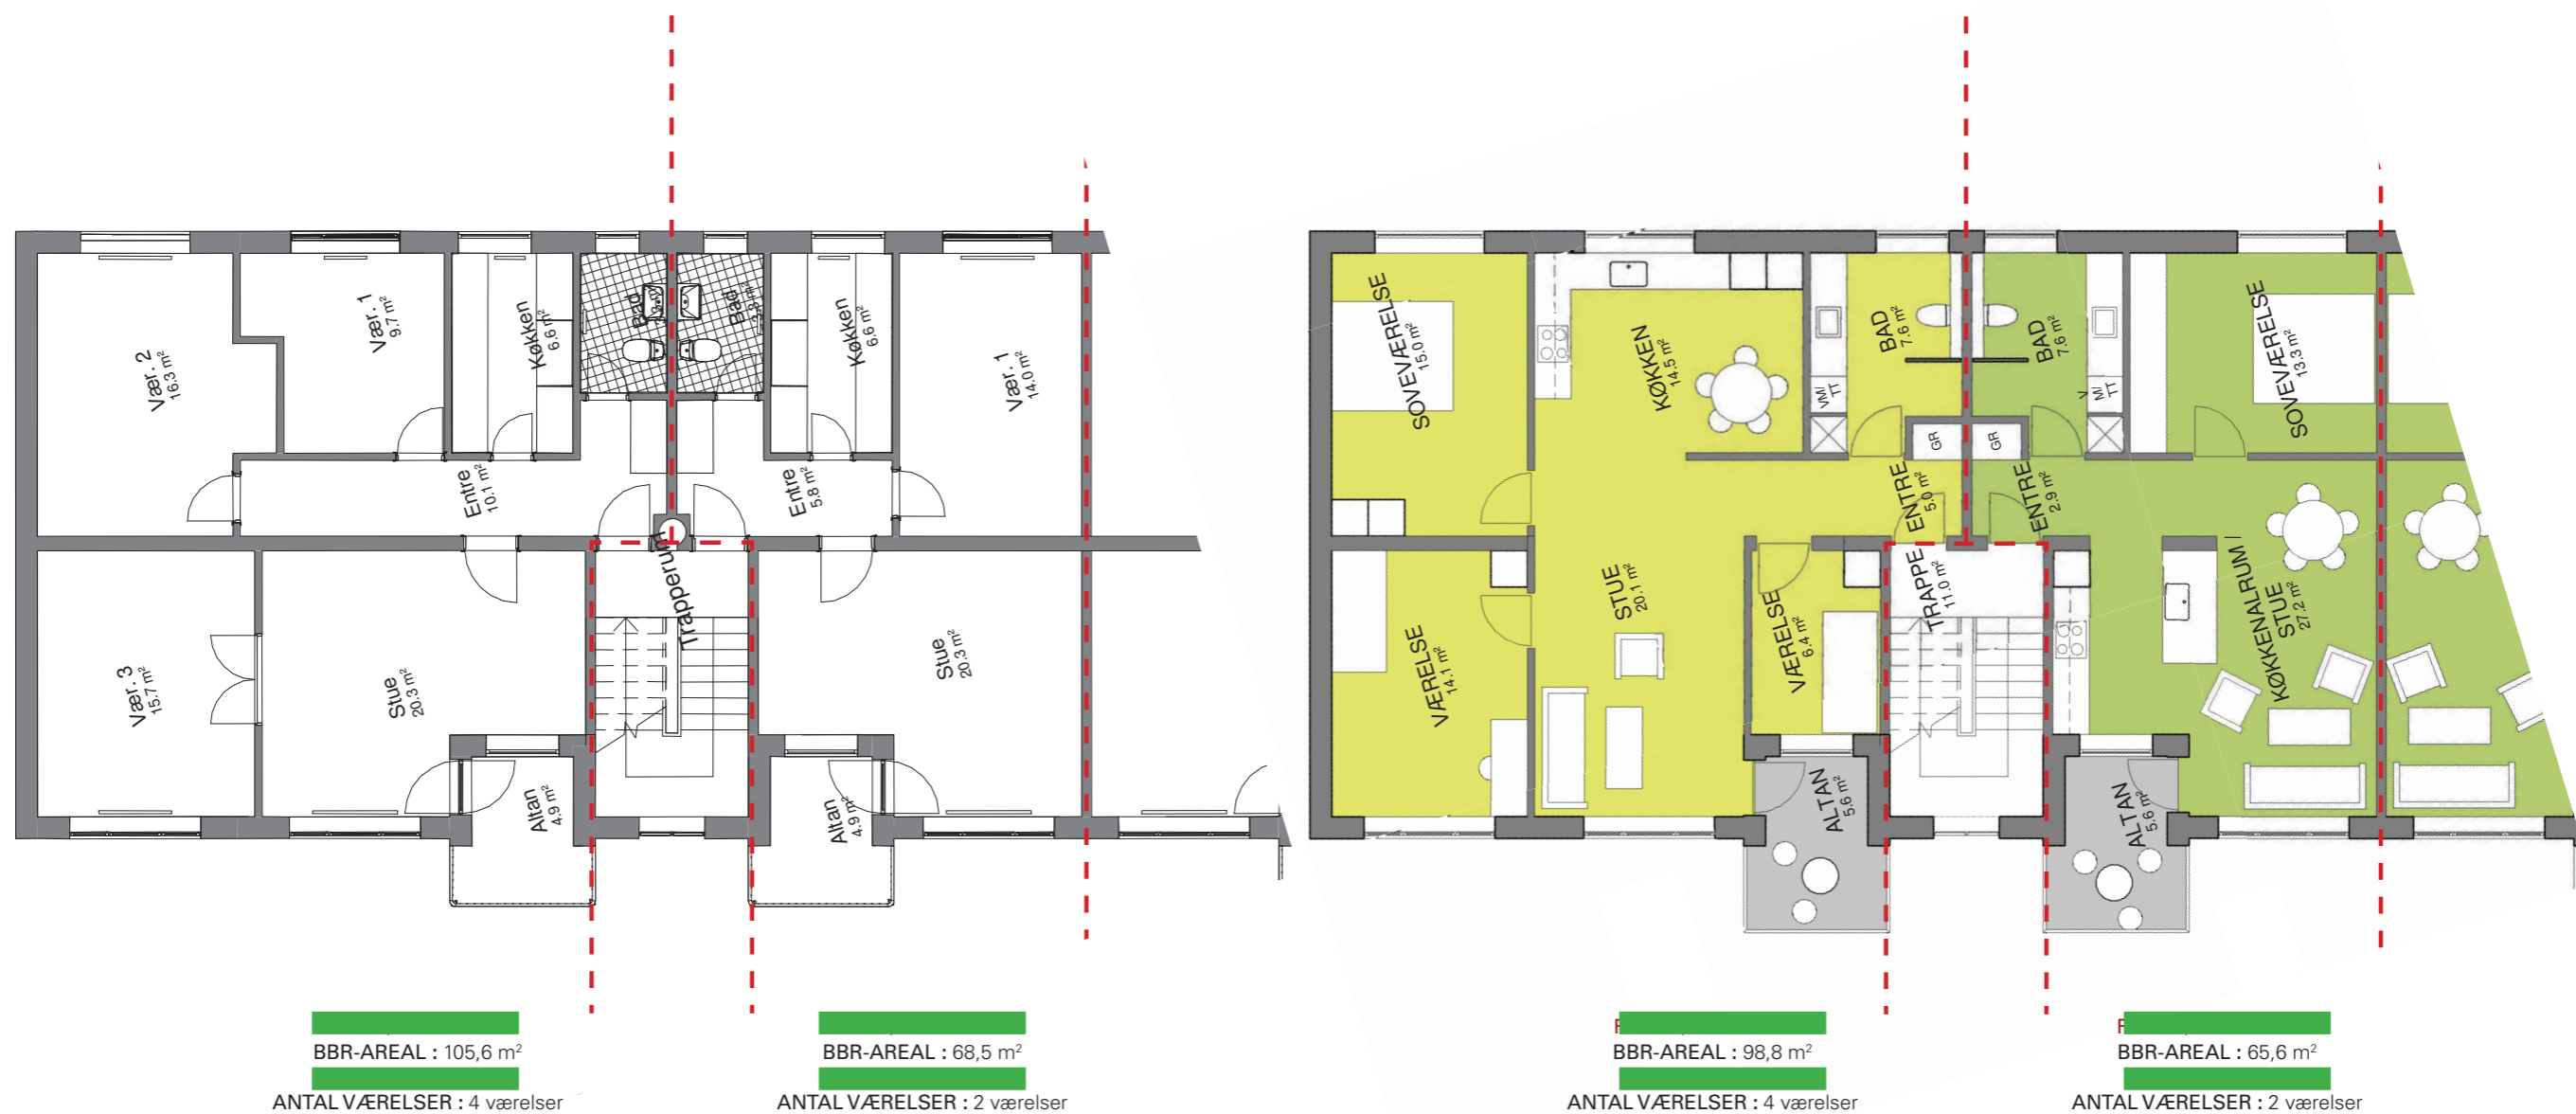 Vær. 2
16.3 m²
Vær. 1
9.7 m²
Køkken
6.6 m²
Bad
Bad
3.8 m²
Køkken
6.6 m²
Vær. 1
14.0 m²
Entre
10.1 m²
Entre
5.8 m²
Vær. 3
15.7 m²
Stue
20.3 m²
Trapperum
Stue
20.3 m²
Altan
4.9 m²
Altan
4.9 m²
BBR-AREAL : 105,6 m²
ANTAL VÆRELSER : 4 værelser
BBR-AREAL : 68,5 m²
ANTAL VÆRELSER : 2 værelser
SOVEVÆRELSE
15.0 m²
KØKKEN
14.5 m²
BAD
7.6 m²
VM/
TT
GR
GR
BAD
7.6 m²
V
M/
TT
SOVEVÆRELSE
13.3 m²
ENTRE
5.0 m²
ENTRE
2.9 m²
VÆRELSE
14.1 m²
STUE
20.1 m²
VÆRELSE
6.4 m²
TRAPPE
11.0 m²
KØKKENALRUM /
STUE
27.2 m²
ALTAN
5.6 m²
ALTAN
5.6 m²
BBR-AREAL : 98,8 m²
ANTAL VÆRELSER : 4 værelser
BBR-AREAL : 65,6 m²
ANTAL VÆRELSER : 2 værelser